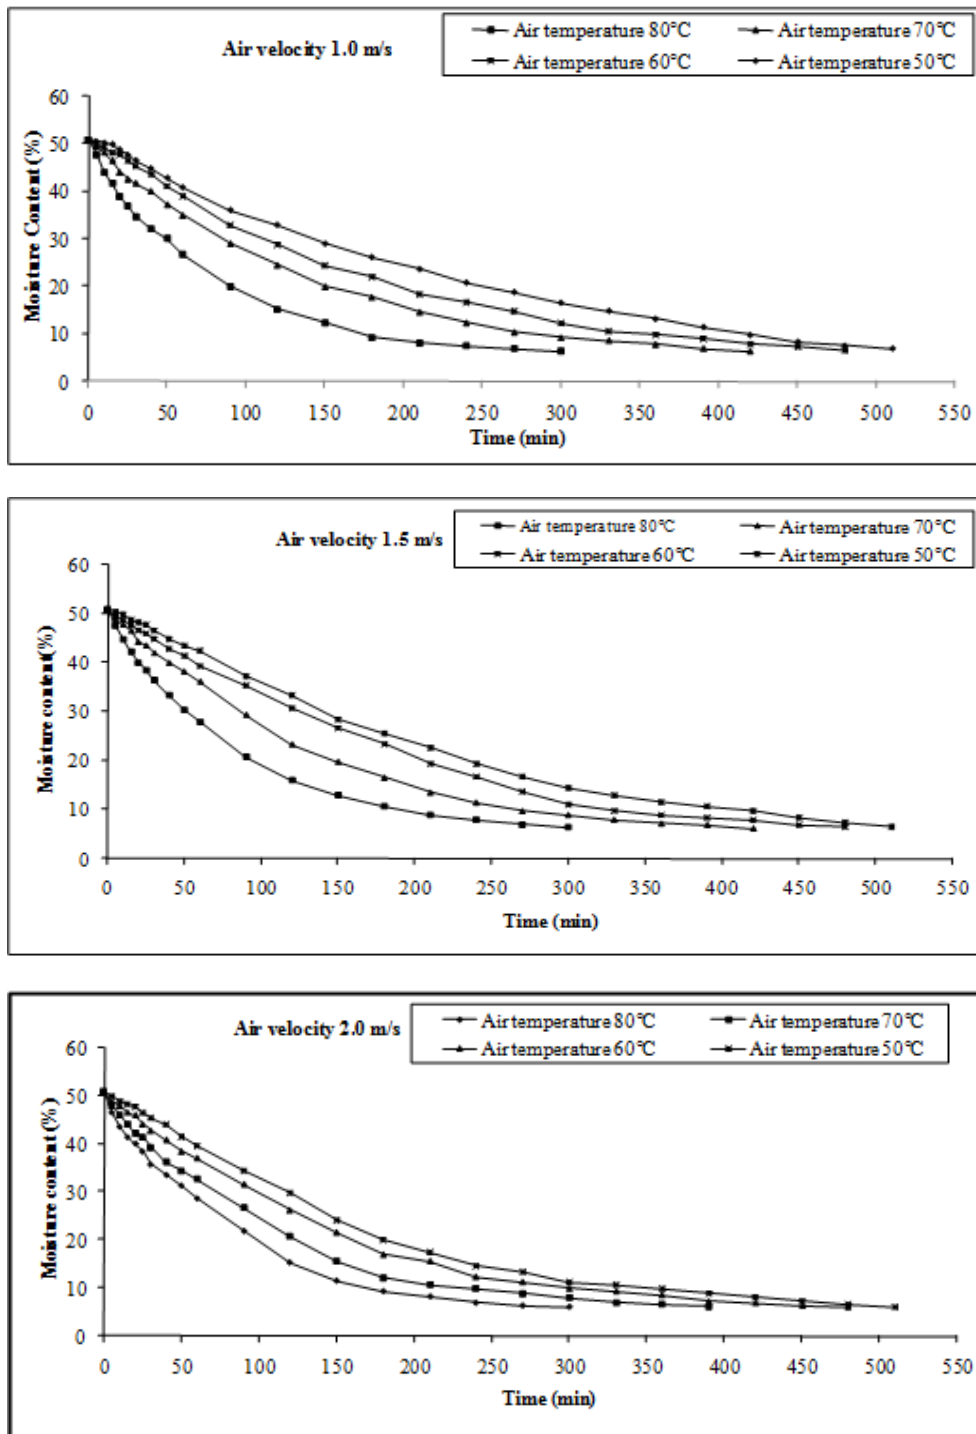 Air velocity 1.0 m/s
Air temperature 80°C Air temperature 70°C
Air temperature 60°C Air temperature 50°C
60
50
40
30
20
10
0
Moisture Content (%)
0 50 100 150 200 250 300 350 400 450 500 550
Time (min)
Air velocity 1.5 m/s
Air temperature 80°C Air temperature 70°C
Air temperature 60°C Air temperature 50°C
60
50
40
30
20
10
0
Moisture content(%)
0 50 100 150 200 250 300 350 400 450 500 550
Time (min)
Air velocity 2.0 m/s
Air temperature 80°C Air temperature 70°C
Air temperature 60°C Air temperature 50°C
60
50
40
30
20
10
0
Moisture content(%)
0 50 100 150 200 250 300 350 400 450 500 550
Time (min)